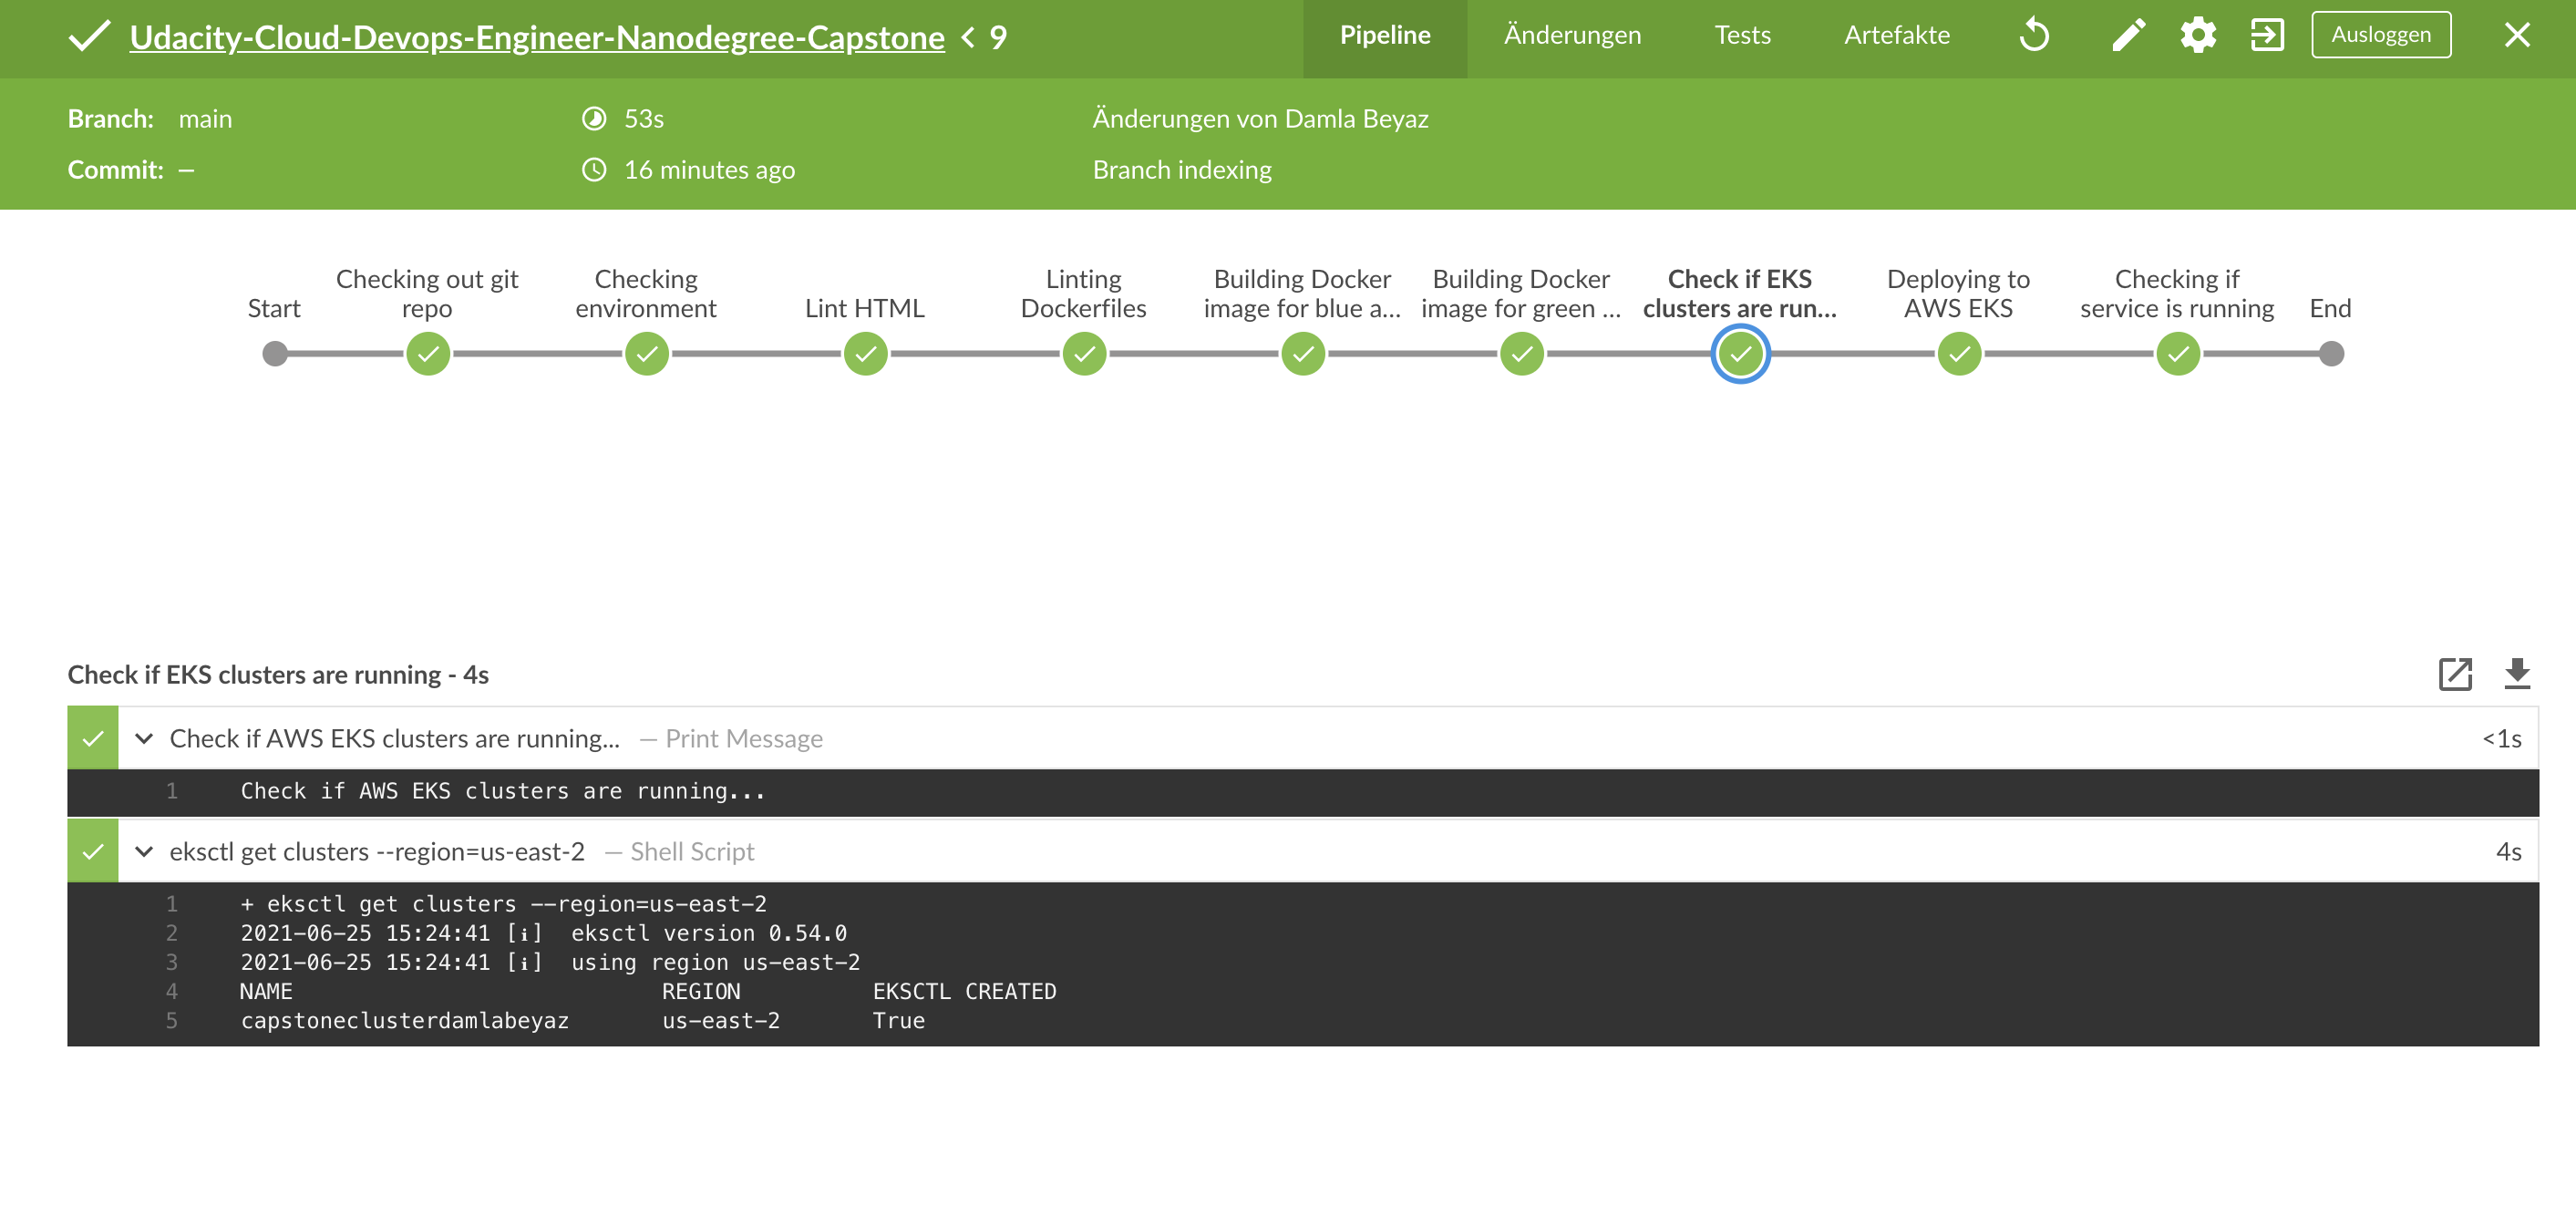 Udacity-Cloud-Devops-Engineer-Nanodegree-Capstone < 9
Pipeline Änderungen Tests Artefakte Ausloggen
Branch: main 53s Änderungen von Damla Beyaz
Commit: — 16 minutes ago Branch indexing
Start
Checking out git
repo
Checking
environment
Lint HTML
Linting
Dockerfiles
Building Docker
image for blue a...
Building Docker
image for green ...
Check if EKS
clusters are run...
Deploying to
AWS EKS
Checking if
service is running
End
Check if EKS clusters are running - 4s
Check if AWS EKS clusters are running... — Print Message <1s
1 Check if AWS EKS clusters are running...
eksctl get clusters --region=us-east-2 — Shell Script 4s
1 + eksctl get clusters --region=us-east-2
2 2021-06-25 15:24:41 [ℹ] eksctl version 0.54.0
3 2021-06-25 15:24:41 [ℹ] using region us-east-2
4 NAME REGION EKSCTL CREATED
5 capstoneclusterdamlabeyaz us-east-2 True